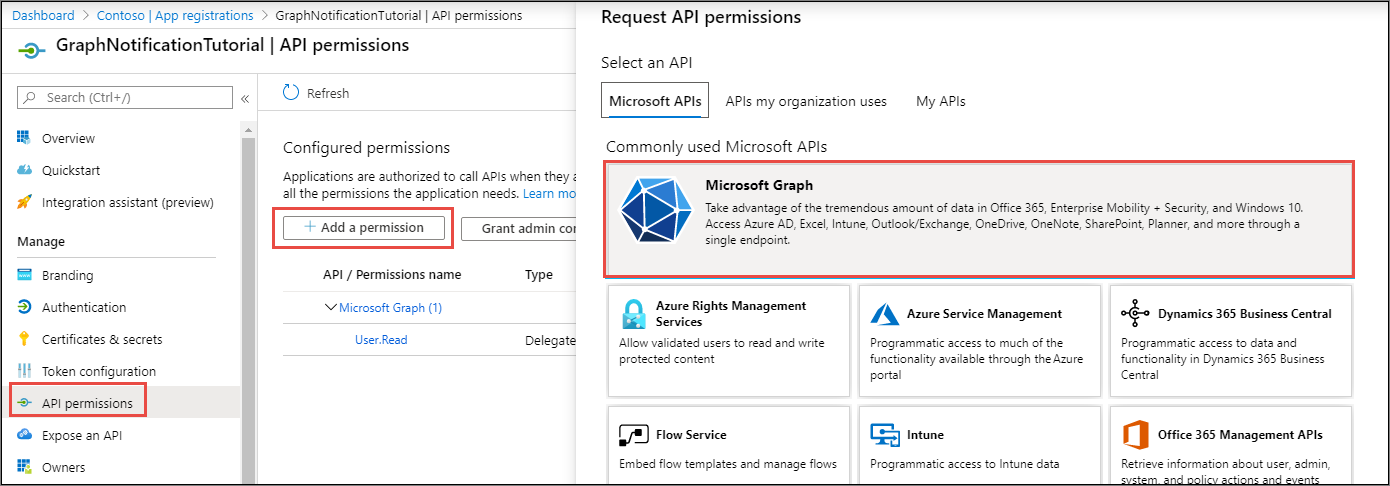 Dashboard > Contoso | App registrations > GraphNotificationTutorial | API permissions
GraphNotificationTutorial | API permissions
Search (Ctrl+/)
«
Overview
Quickstart
Integration assistant (preview)
Manage
Branding
Authentication
Certificates & secrets
Token configuration
API permissions
Expose an API
Owners
Refresh
Configured permissions
Applications are authorized to call APIs when they a
all the permissions the application needs. Learn mo
+ Add a permission
Grant admin con
API / Permissions name
Type
Microsoft Graph (1)
User.Read
Delegate
Request API permissions
Select an API
Microsoft APIs
APIs my organization uses
My APIs
Commonly used Microsoft APIs
Microsoft Graph
Take advantage of the tremendous amount of data in Office 365, Enterprise Mobility + Security, and Windows 10.
Access Azure AD, Excel, Intune, Outlook/Exchange, OneDrive, OneNote, SharePoint, Planner, and more through a
single endpoint.
Azure Rights Management
Services
Allow validated users to read and write
protected content
Azure Service Management
Programmatic access to much of the
functionality available through the Azure
portal
Dynamics 365 Business Central
Programmatic access to data and
functionality in Dynamics 365 Business
Central
Flow Service
Embed flow templates and manage flows
Intune
Programmatic access to Intune data
Office 365 Management APIs
Retrieve information about user, admin,
system, and policy actions and events